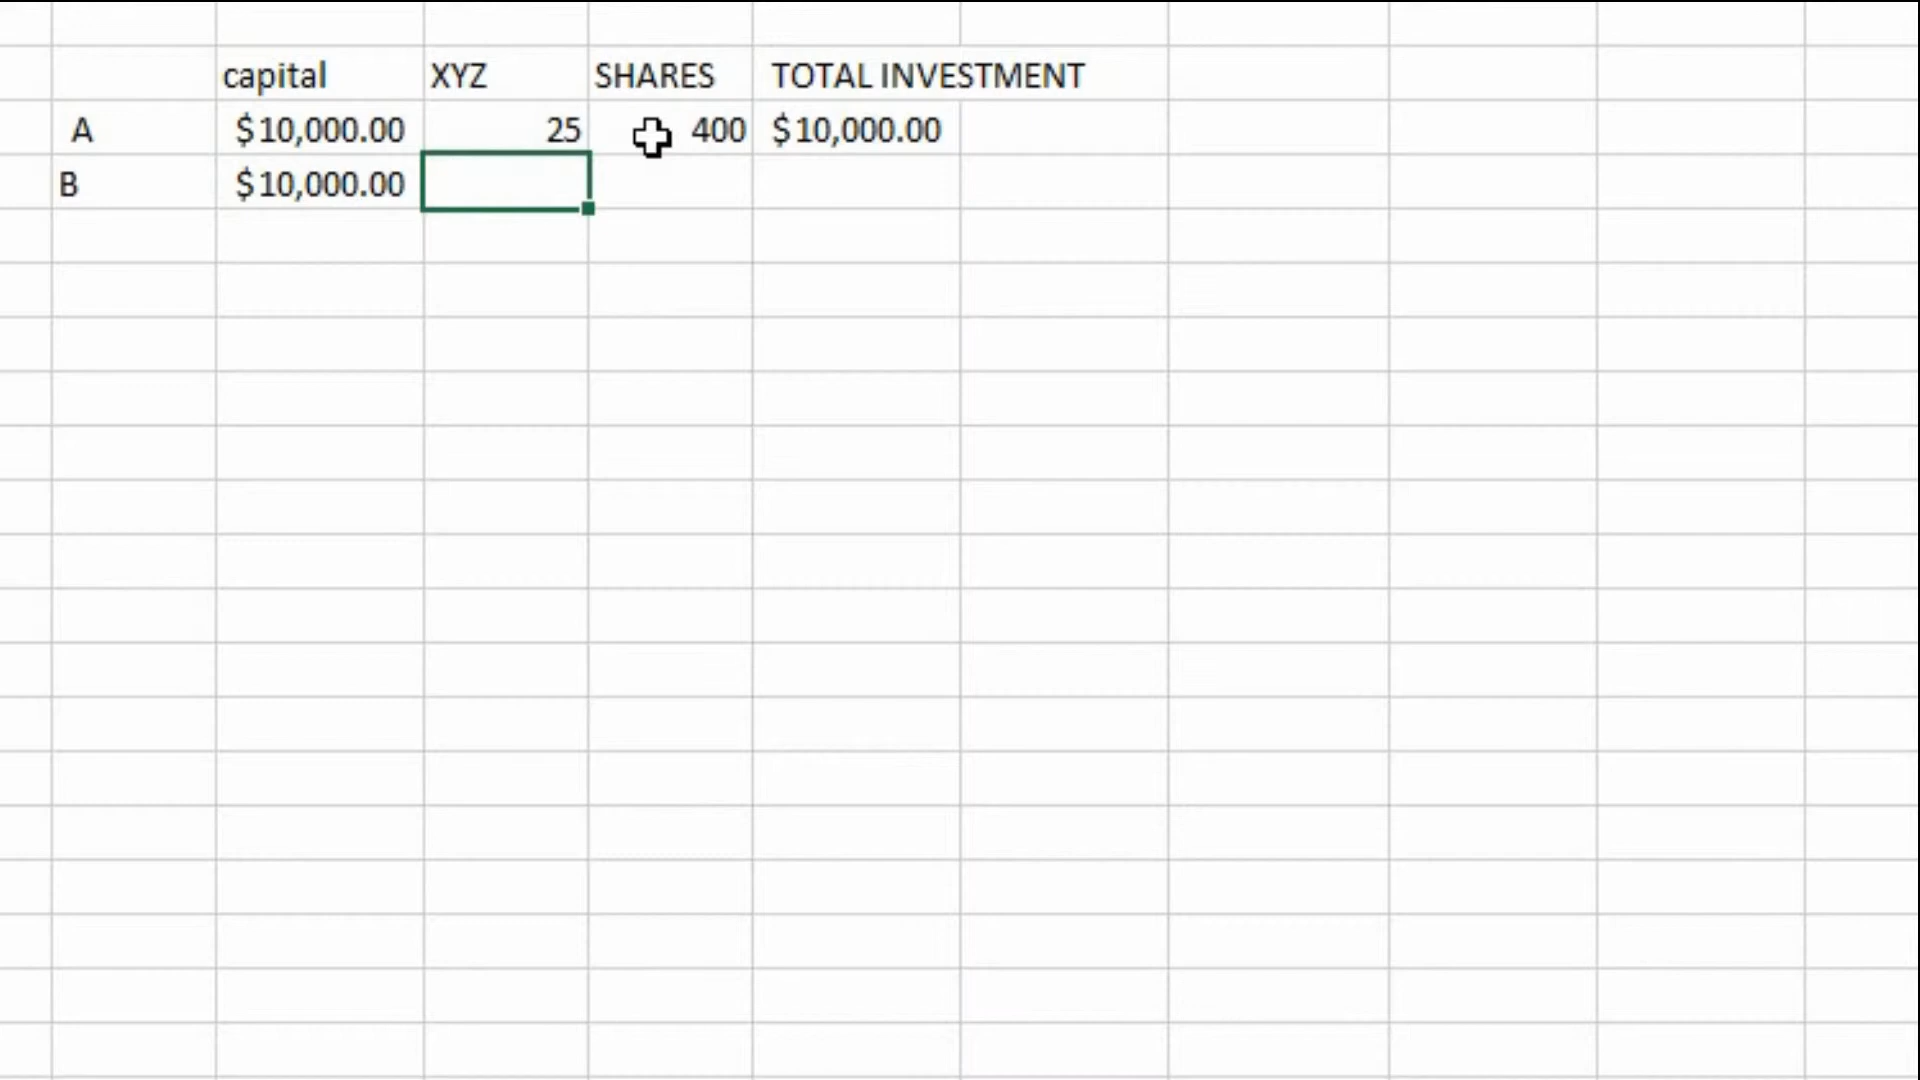 capital XYZ SHARES TOTAL INVESTMENT
A $10,000.00 25 400 $10,000.00
B $10,000.00